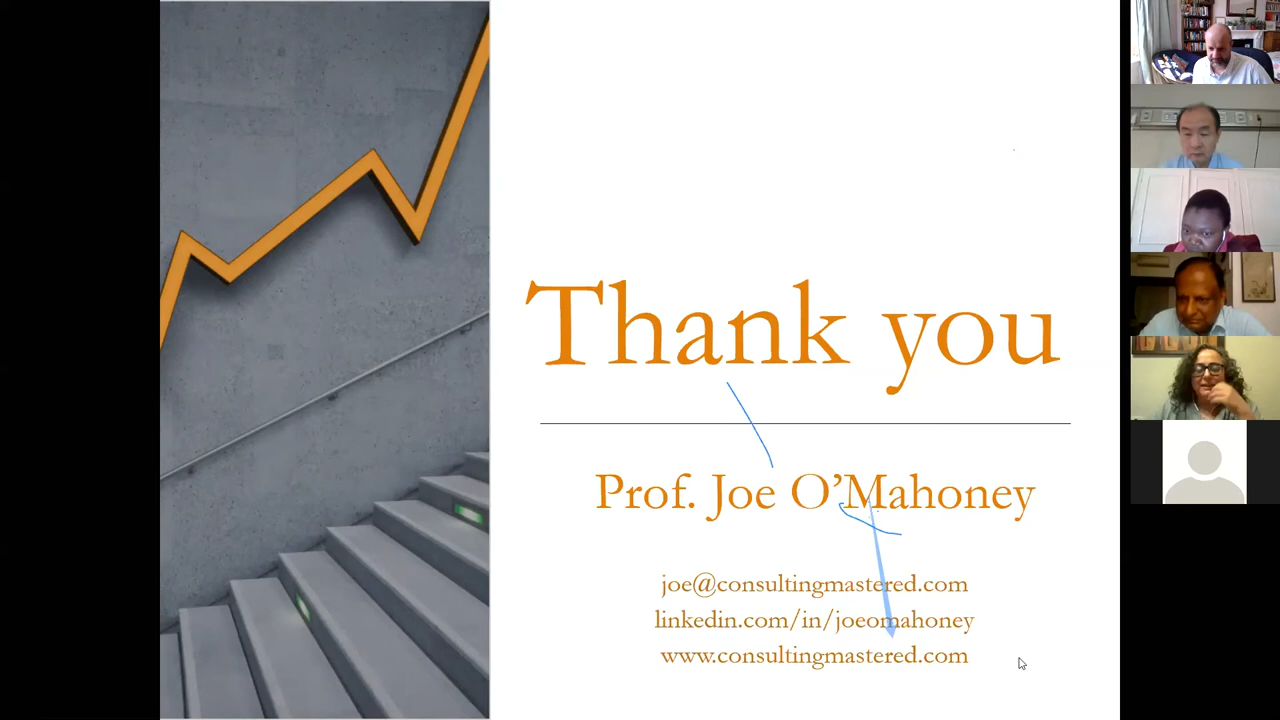 Thank you
Prof. Joe O’Mahoney
joe@consultingmastered.com
linkedin.com/in/joeomahoney
www.consultingmastered.com